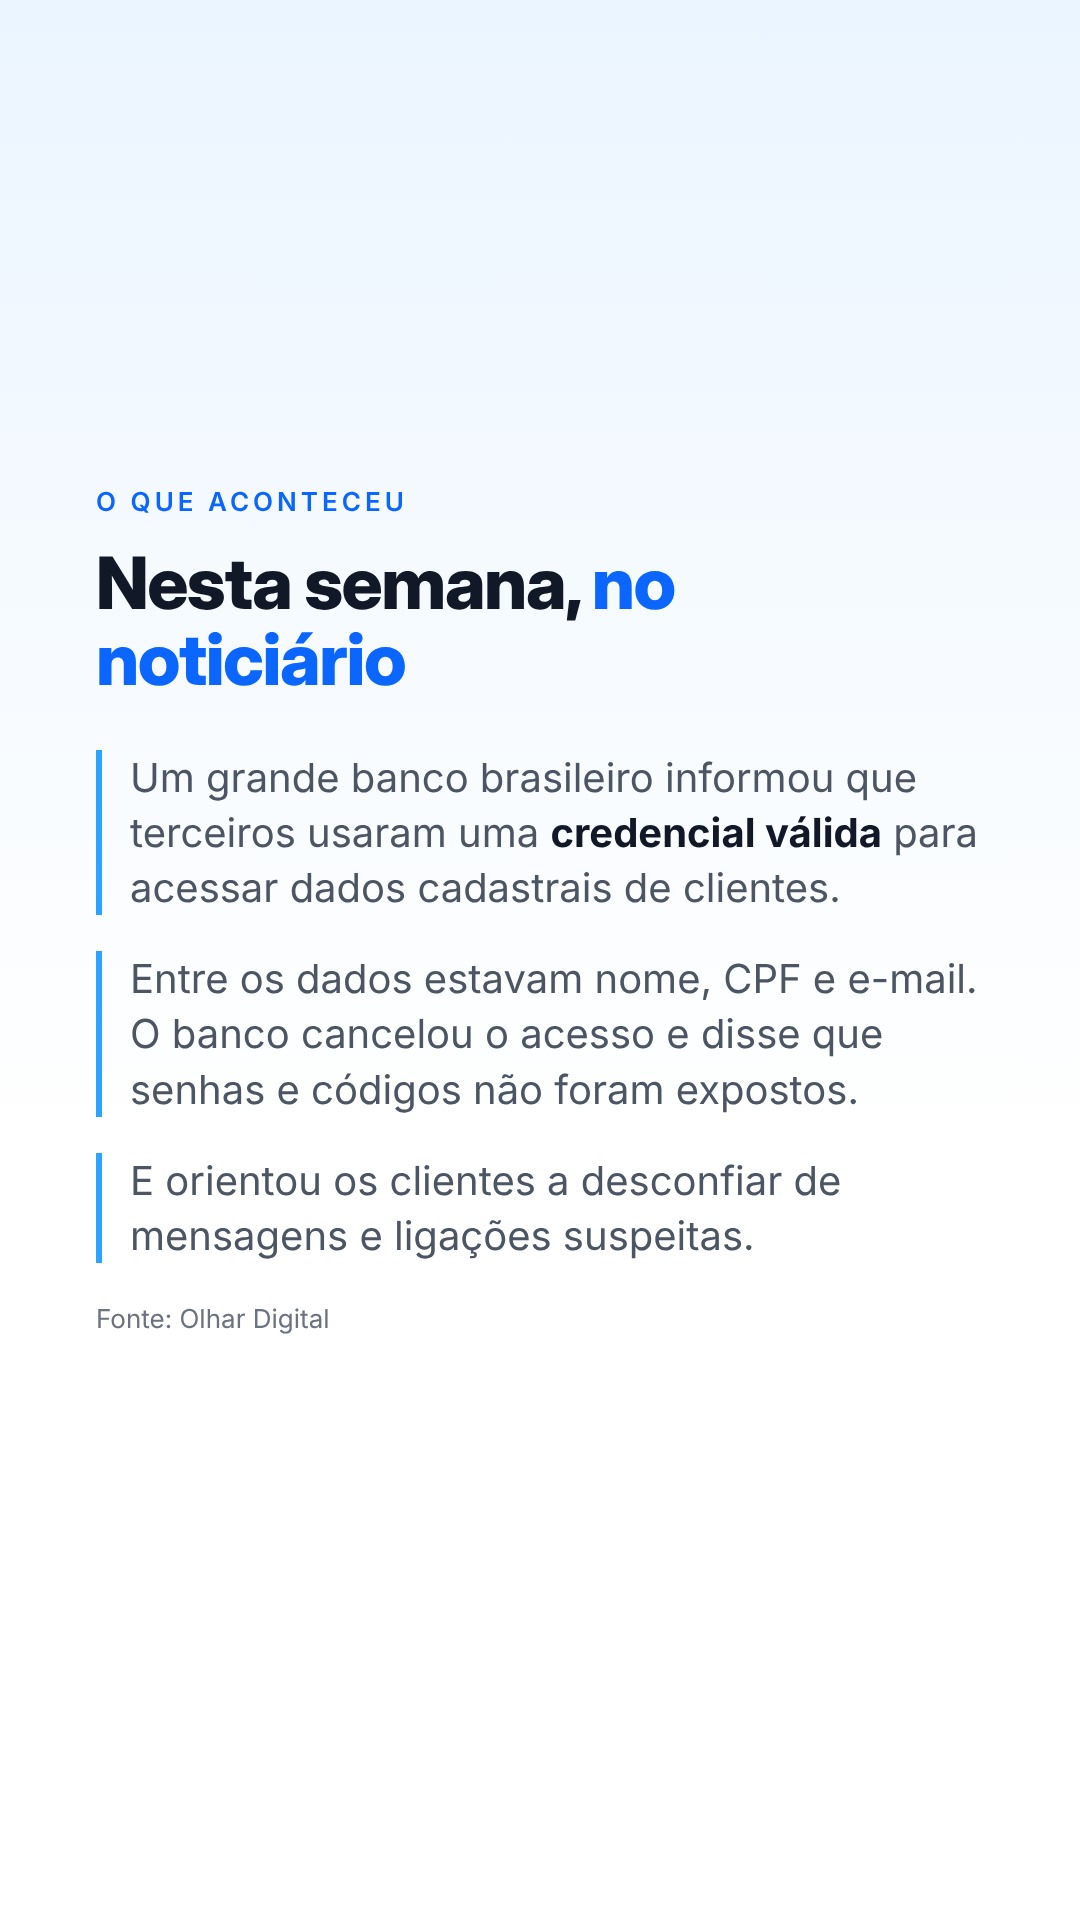 O QUE ACONTECEU
Nesta semana, no
noticiário
Um grande banco brasileiro informou que
terceiros usaram uma credencial válida para
acessar dados cadastrais de clientes.
Entre os dados estavam nome, CPF e e-mail.
O banco cancelou o acesso e disse que
senhas e códigos não foram expostos.
E orientou os clientes a desconfiar de
mensagens e ligações suspeitas.
Fonte: Olhar Digital